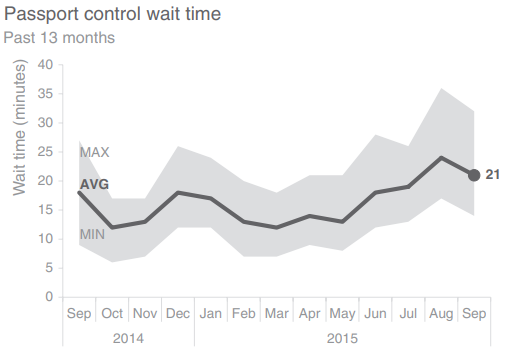 Passport control wait time
Past 13 months
Wait time (minutes)
40
35
30
25
20
15
10
5
0
MAX
AVG
MIN
21
Sep Oct Nov Dec Jan Feb Mar Apr May Jun Jul Aug Sep
2014 2015